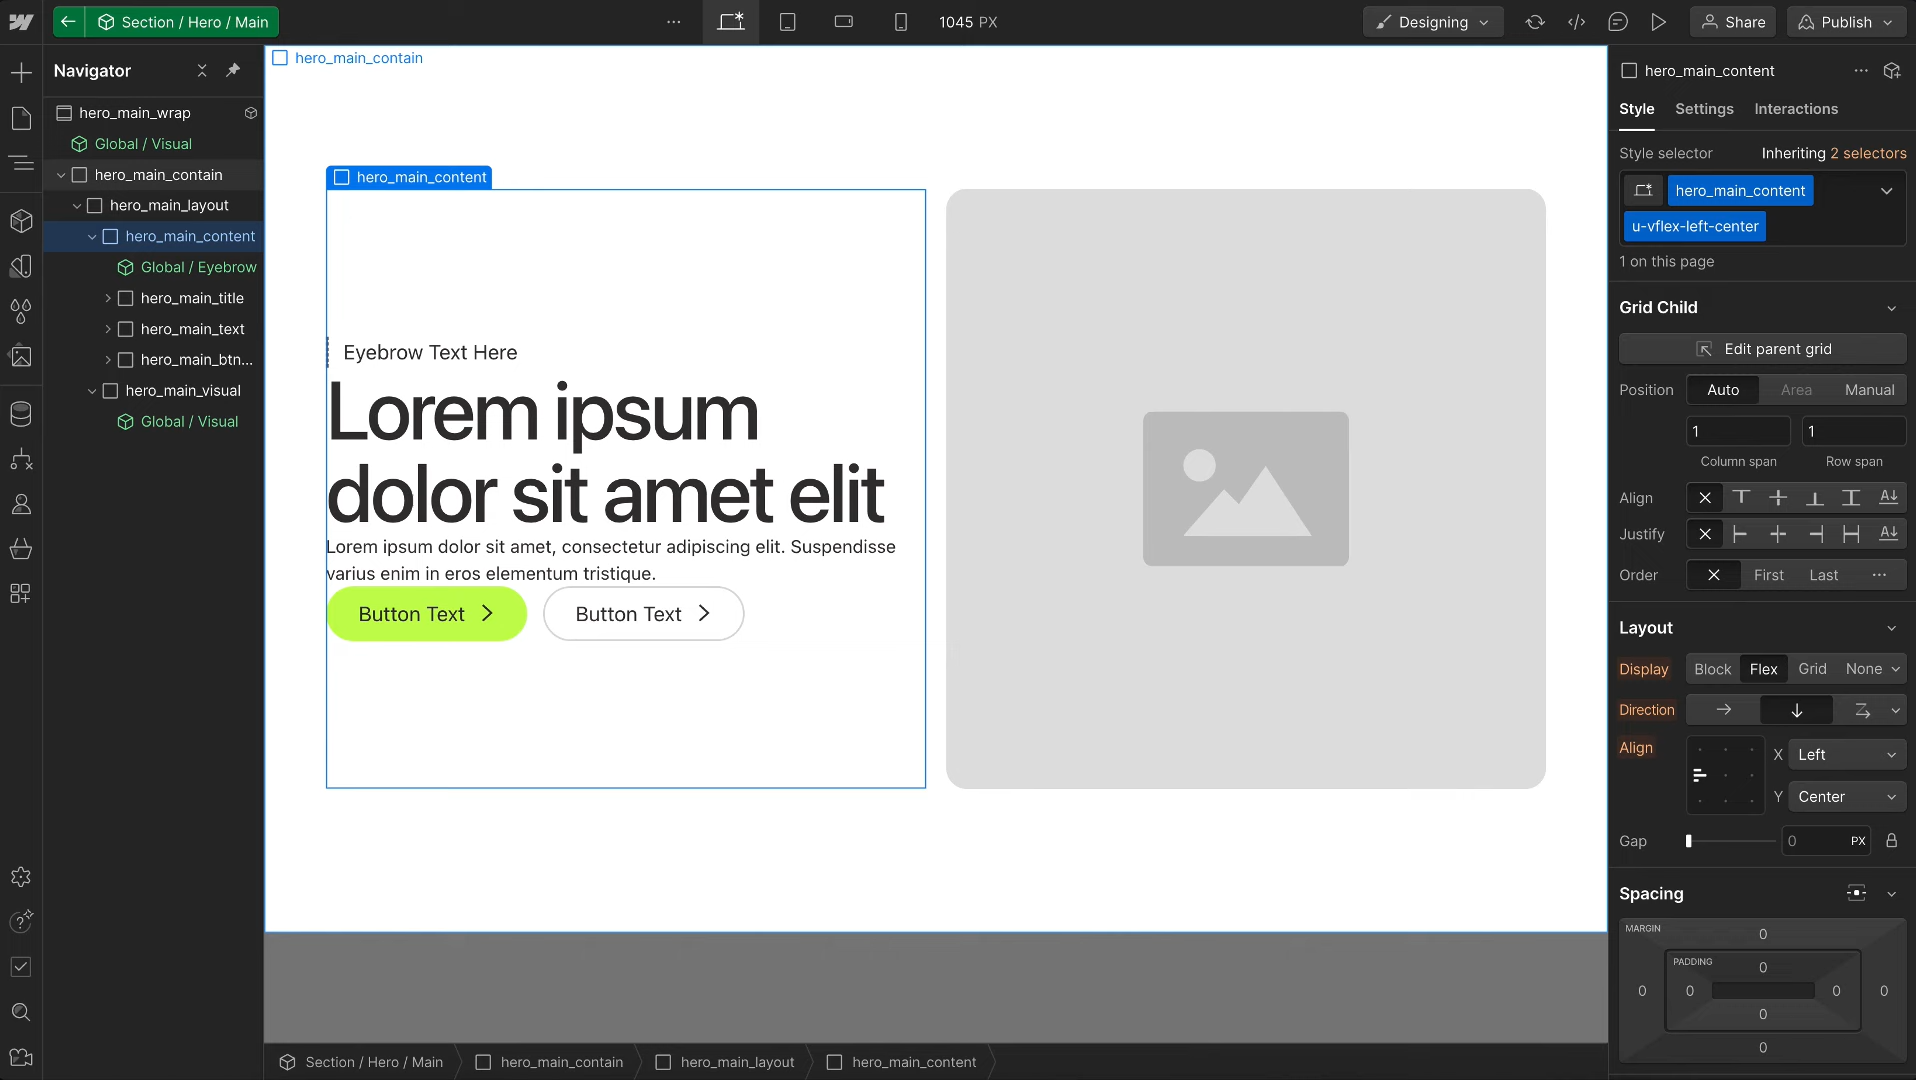 Section / Hero / Main
1045 PX
Designing
Share
Publish
Navigator
hero_main_wrap
Global / Visual
hero_main_contain
hero_main_layout
hero_main_content
Global / Eyebrow
hero_main_title
hero_main_text
hero_main_btn...
hero_main_visual
Global / Visual
hero_main_contain
hero_main_content
Eyebrow Text Here
Lorem ipsum
dolor sit amet elit
Lorem ipsum dolor sit amet, consectetur adipiscing elit. Suspendisse
varius enim in eros elementum tristique.
Button Text
Button Text
Section / Hero / Main
hero_main_contain
hero_main_layout
hero_main_content
hero_main_content
Style Settings Interactions
Style selector Inheriting 2 selectors
hero_main_content
u-vflex-left-center
1 on this page
Grid Child
Edit parent grid
Position Auto Area Manual
1 1
Column span Row span
Align
Justify
Order First Last
Layout
Display Block Flex Grid None
Direction
Align X Left
Y Center
Gap 0 PX
Spacing
MARGIN 0
PADDING 0
0 0 0 0
0
0